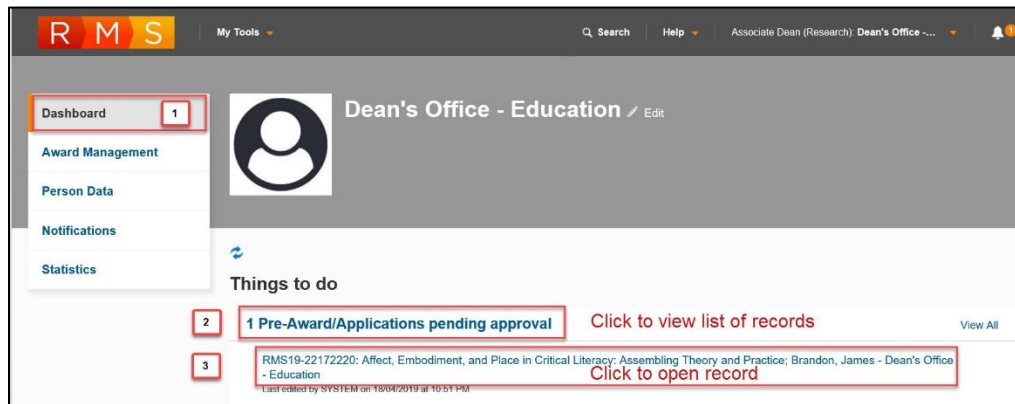 R M S My Tools Search Help Associate Dean (Research): Dean's Office -... 1
Dashboard 1
Dean's Office - Education Edit
Award Management
Person Data
Notifications
Statistics
Things to do
2 1 Pre-Award/Applications pending approval Click to view list of records View All
3 RMS19-22172220: Affect, Embodiment, and Place in Critical Literacy: Assembling Theory and Practice; Brandon, James - Dean's Office
- Education Click to open record
Last edited by SYSTEM on 18/04/2019 at 10:51 PM